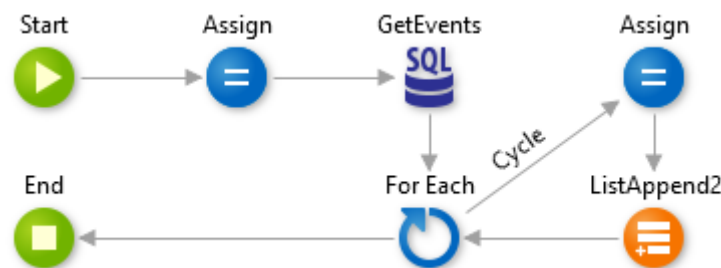 Start
Assign
GetEvents
SQL
Assign
Cycle
End
For Each
ListAppend2